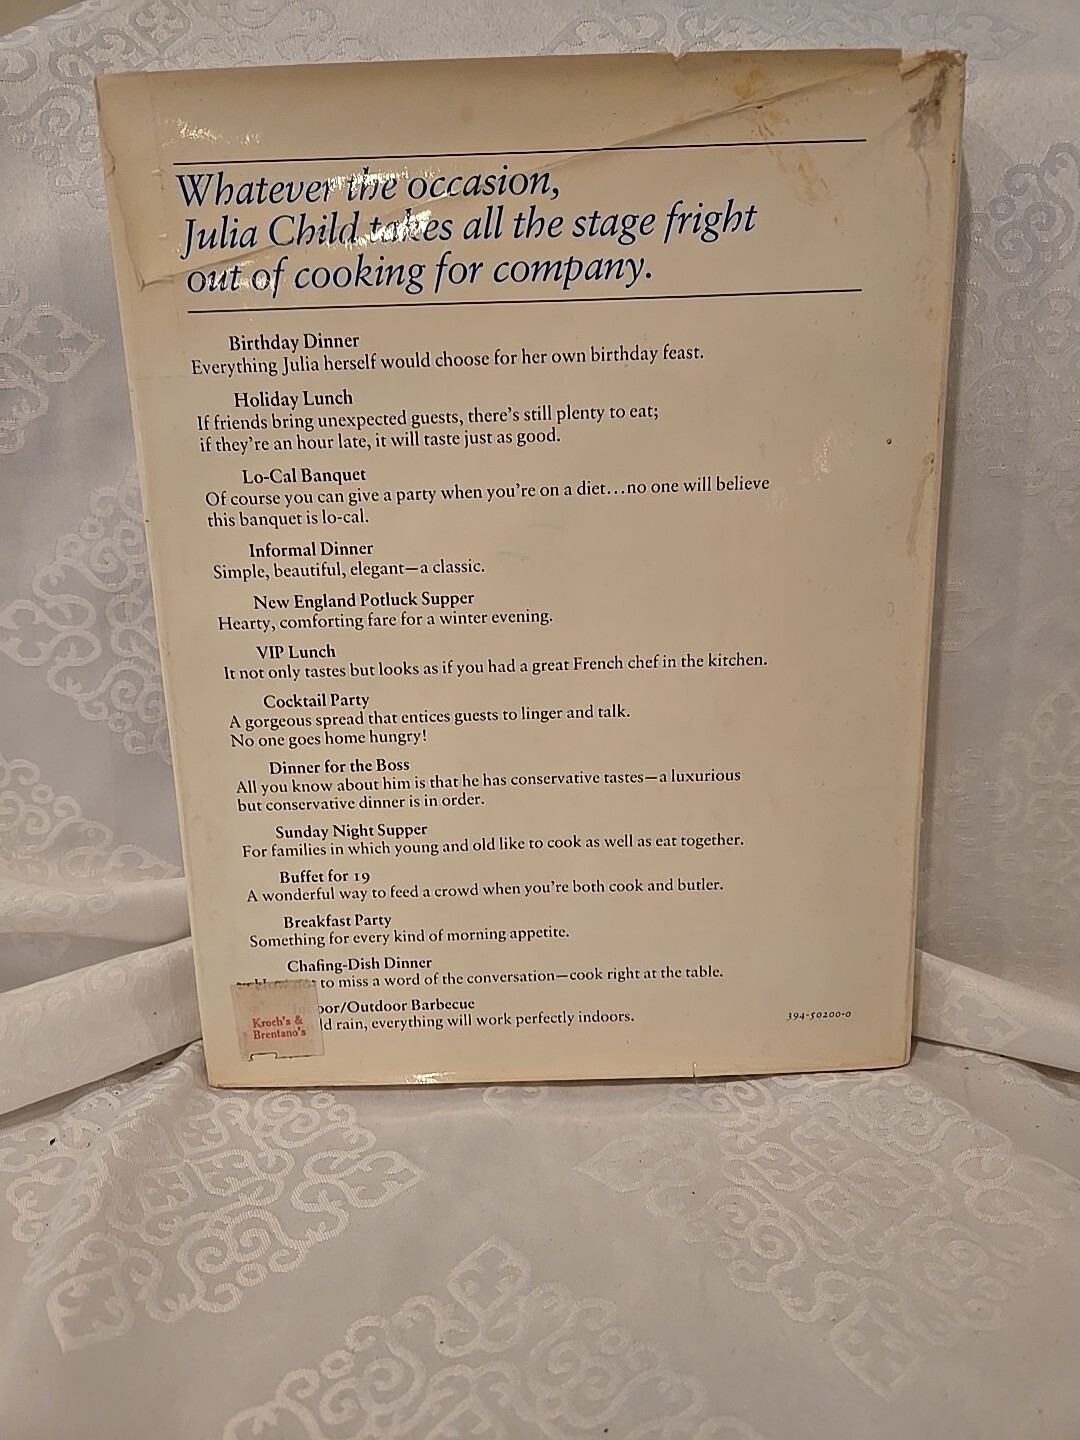 Whatever the occasion,
Julia Child takes all the stage fright
out of cooking for company.
Birthday Dinner
Everything Julia herself would choose for her own birthday feast.
Holiday Lunch
If friends bring unexpected guests, there's still plenty to eat;
if they're an hour late, it will taste just as good.
Lo-Cal Banquet
Of course you can give a party when you're on a diet...no one will believe
this banquet is lo-cal.
Informal Dinner
Simple, beautiful, elegant—a classic.
New England Potluck Supper
Hearty, comforting fare for a winter evening.
VIP Lunch
It not only tastes but looks as if you had a great French chef in the kitchen.
Cocktail Party
A gorgeous spread that entices guests to linger and talk.
No one goes home hungry!
Dinner for the Boss
All you know about him is that he has conservative tastes—a luxurious
but conservative dinner is in order.
Sunday Night Supper
For families in which young and old like to cook as well as eat together.
Buffet for 19
A wonderful way to feed a crowd when you're both cook and butler.
Breakfast Party
Something for every kind of morning appetite.
Chafing-Dish Dinner
to miss a word of the conversation—cook right at the table.
oor/Outdoor Barbecue
ld rain, everything will work perfectly indoors.
394-50200-0
Kroch's &
Brentano's